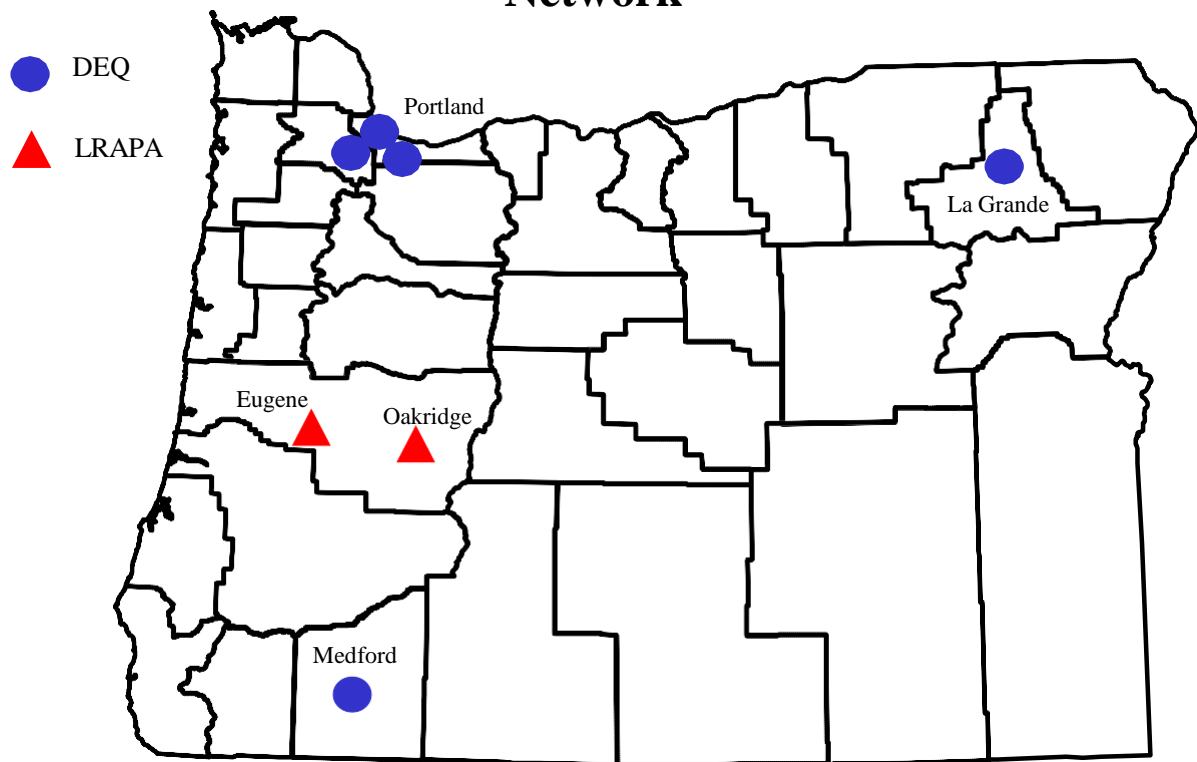 Network
DEQ
LRAPA
Portland
La Grande
Eugene
Oakridge
Medford